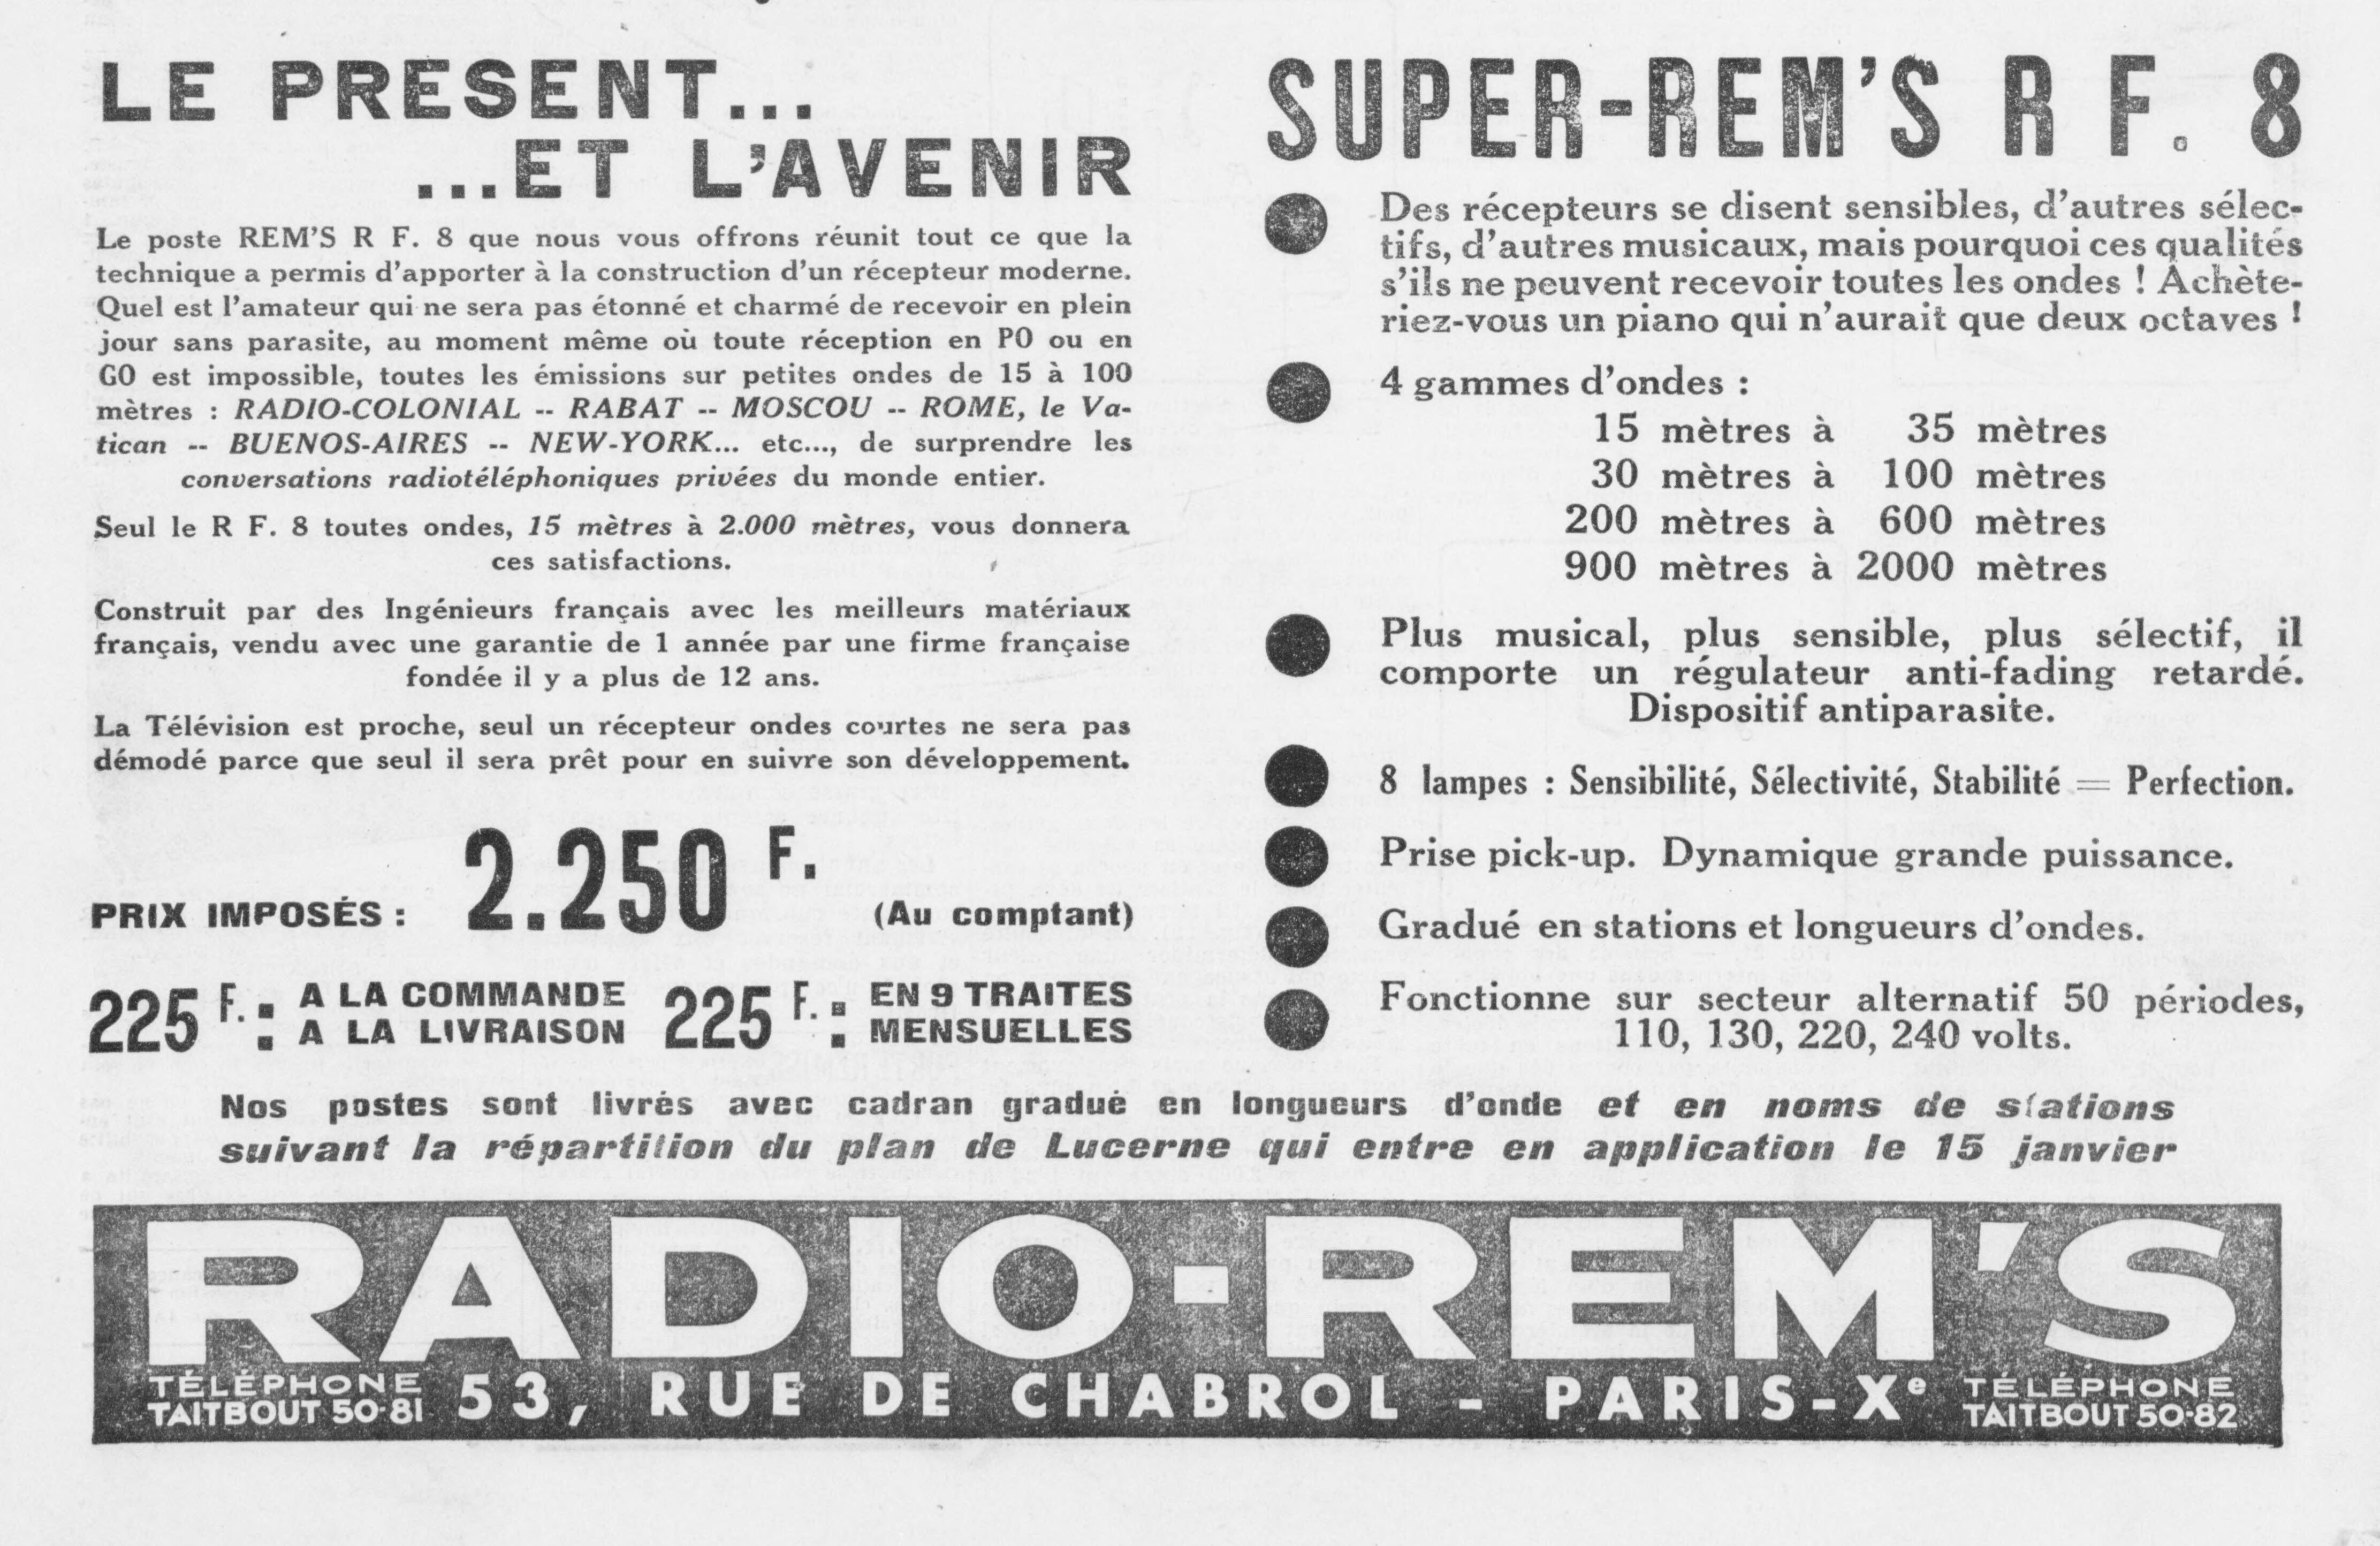 LE PRÉSENT...
...ET L'AVENIR
Le poste REM'S R F. 8 que nous vous offrons réunit tout ce que la
technique a permis d'apporter à la construction d'un récepteur moderne.
Quel est l'amateur qui ne sera pas étonné et charmé de recevoir en plein
jour sans parasite, au moment même où toute réception en PO ou en
GO est impossible, toutes les émissions sur petites ondes de 15 à 100
mètres : RADIO-COLONIAL -- RABAT -- MOSCOU -- ROME, le Va-
tican -- BUENOS-AIRES -- NEW-YORK... etc..., de surprendre les
conversations radiotéléphoniques privées du monde entier.
Seul le R F. 8 toutes ondes, 15 mètres à 2.000 mètres, vous donnera
ces satisfactions.
Construit par des Ingénieurs français avec les meilleurs matériaux
français, vendu avec une garantie de 1 année par une firme française
fondée il y a plus de 12 ans.
La Télévision est proche, seul un récepteur ondes courtes ne sera pas
démodé parce que seul il sera prêt pour en suivre son développement.
PRIX IMPOSÉS : 2.250 F. (Au comptant)
225 F. : A LA COMMANDE
A LA LIVRAISON
225 F. : EN 9 TRAITES
MENSUELLES
SUPER-REM'S R F. 8
Des récepteurs se disent sensibles, d'autres sélec-
tifs, d'autres musicaux, mais pourquoi ces qualités
s'ils ne peuvent recevoir toutes les ondes ! Achète-
riez-vous un piano qui n'aurait que deux octaves !
4 gammes d'ondes :
15 mètres à 35 mètres
30 mètres à 100 mètres
200 mètres à 600 mètres
900 mètres à 2000 mètres
Plus musical, plus sensible, plus sélectif, il
comporte un régulateur anti-fading retardé.
Dispositif antiparasite.
8 lampes : Sensibilité, Sélectivité, Stabilité = Perfection.
Prise pick-up. Dynamique grande puissance.
Gradué en stations et longueurs d'ondes.
Fonctionne sur secteur alternatif 50 périodes,
110, 130, 220, 240 volts.
Nos postes sont livrés avec cadran gradué en longueurs d'onde et en noms de stations
suivant la répartition du plan de Lucerne qui entre en application le 15 janvier
RADIO-REM'S
TÉLÉPHONE
TAITBOUT 50-81
53, RUE DE CHABROL - PARIS-Xe
TÉLÉPHONE
TAITBOUT 50-82